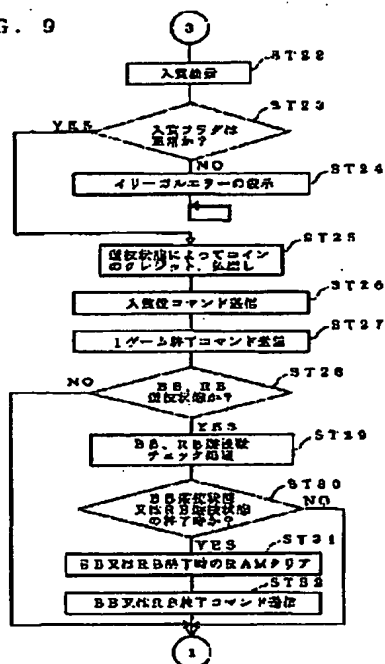 G. 9
3
ST22
入賞検索
ST23
YES
入賞フラグは
正常か?
NO
ST24
イリーガルエラーの表示
ST25
遊技状態によってコイン
のクレジット、払出し
ST26
入賞後コマンド送信
ST27
1ゲーム終了コマンド送信
ST28
NO
BB、RB
遊技状態か?
YES
ST29
BB、RB遊技数
チェック処理
ST30
BB遊技状態
又はRB遊技状態
の終了時か?
NO
YES
ST31
BB又はRB終了時のRAMクリア
ST32
BB又はRB終了コマンド送信
1